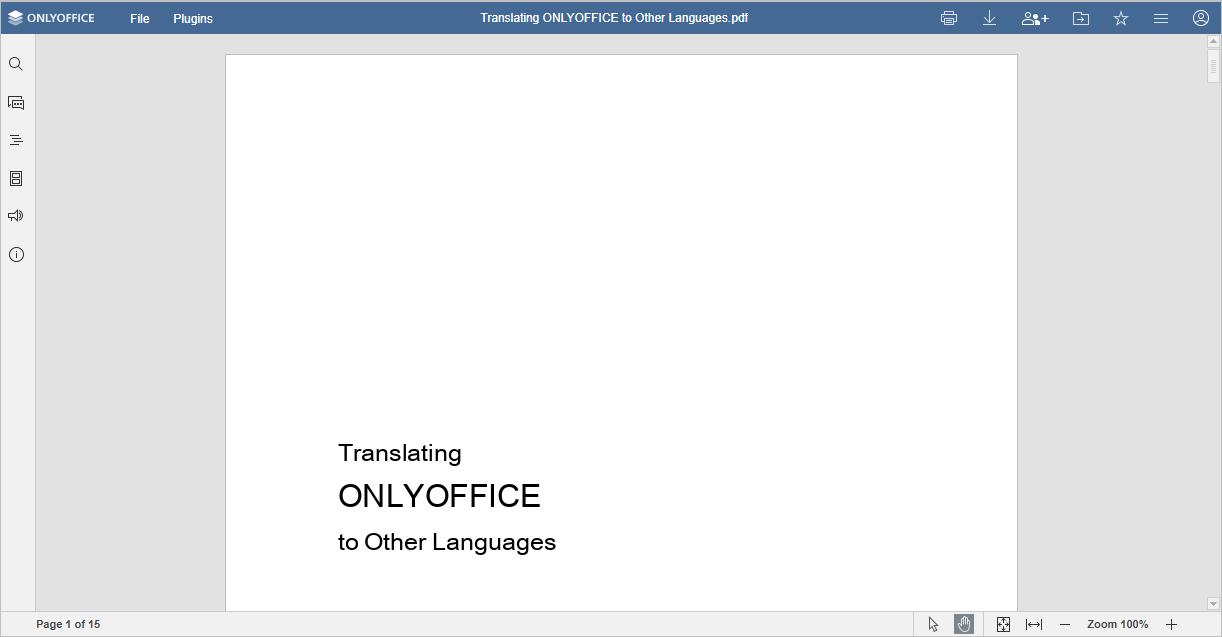 ONLYOFFICE File Plugins Translating ONLYOFFICE to Other Languages.pdf
Translating
ONLYOFFICE
to Other Languages
Page 1 of 15 Zoom 100%